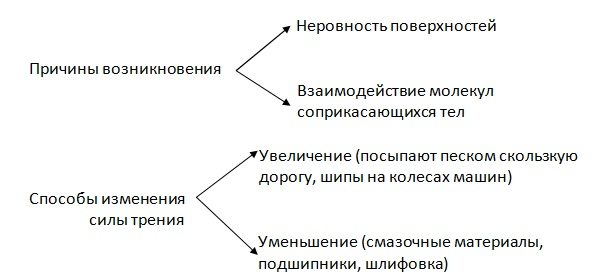 Неровность поверхностей
Причины возникновения
Взаимодействие молекул
соприкасающихся тел
Увеличение (посыпают песком скользкую
дорогу, шипы на колесах машин)
Способы изменения
силы трения
Уменьшение (смазочные материалы,
подшипники, шлифовка)